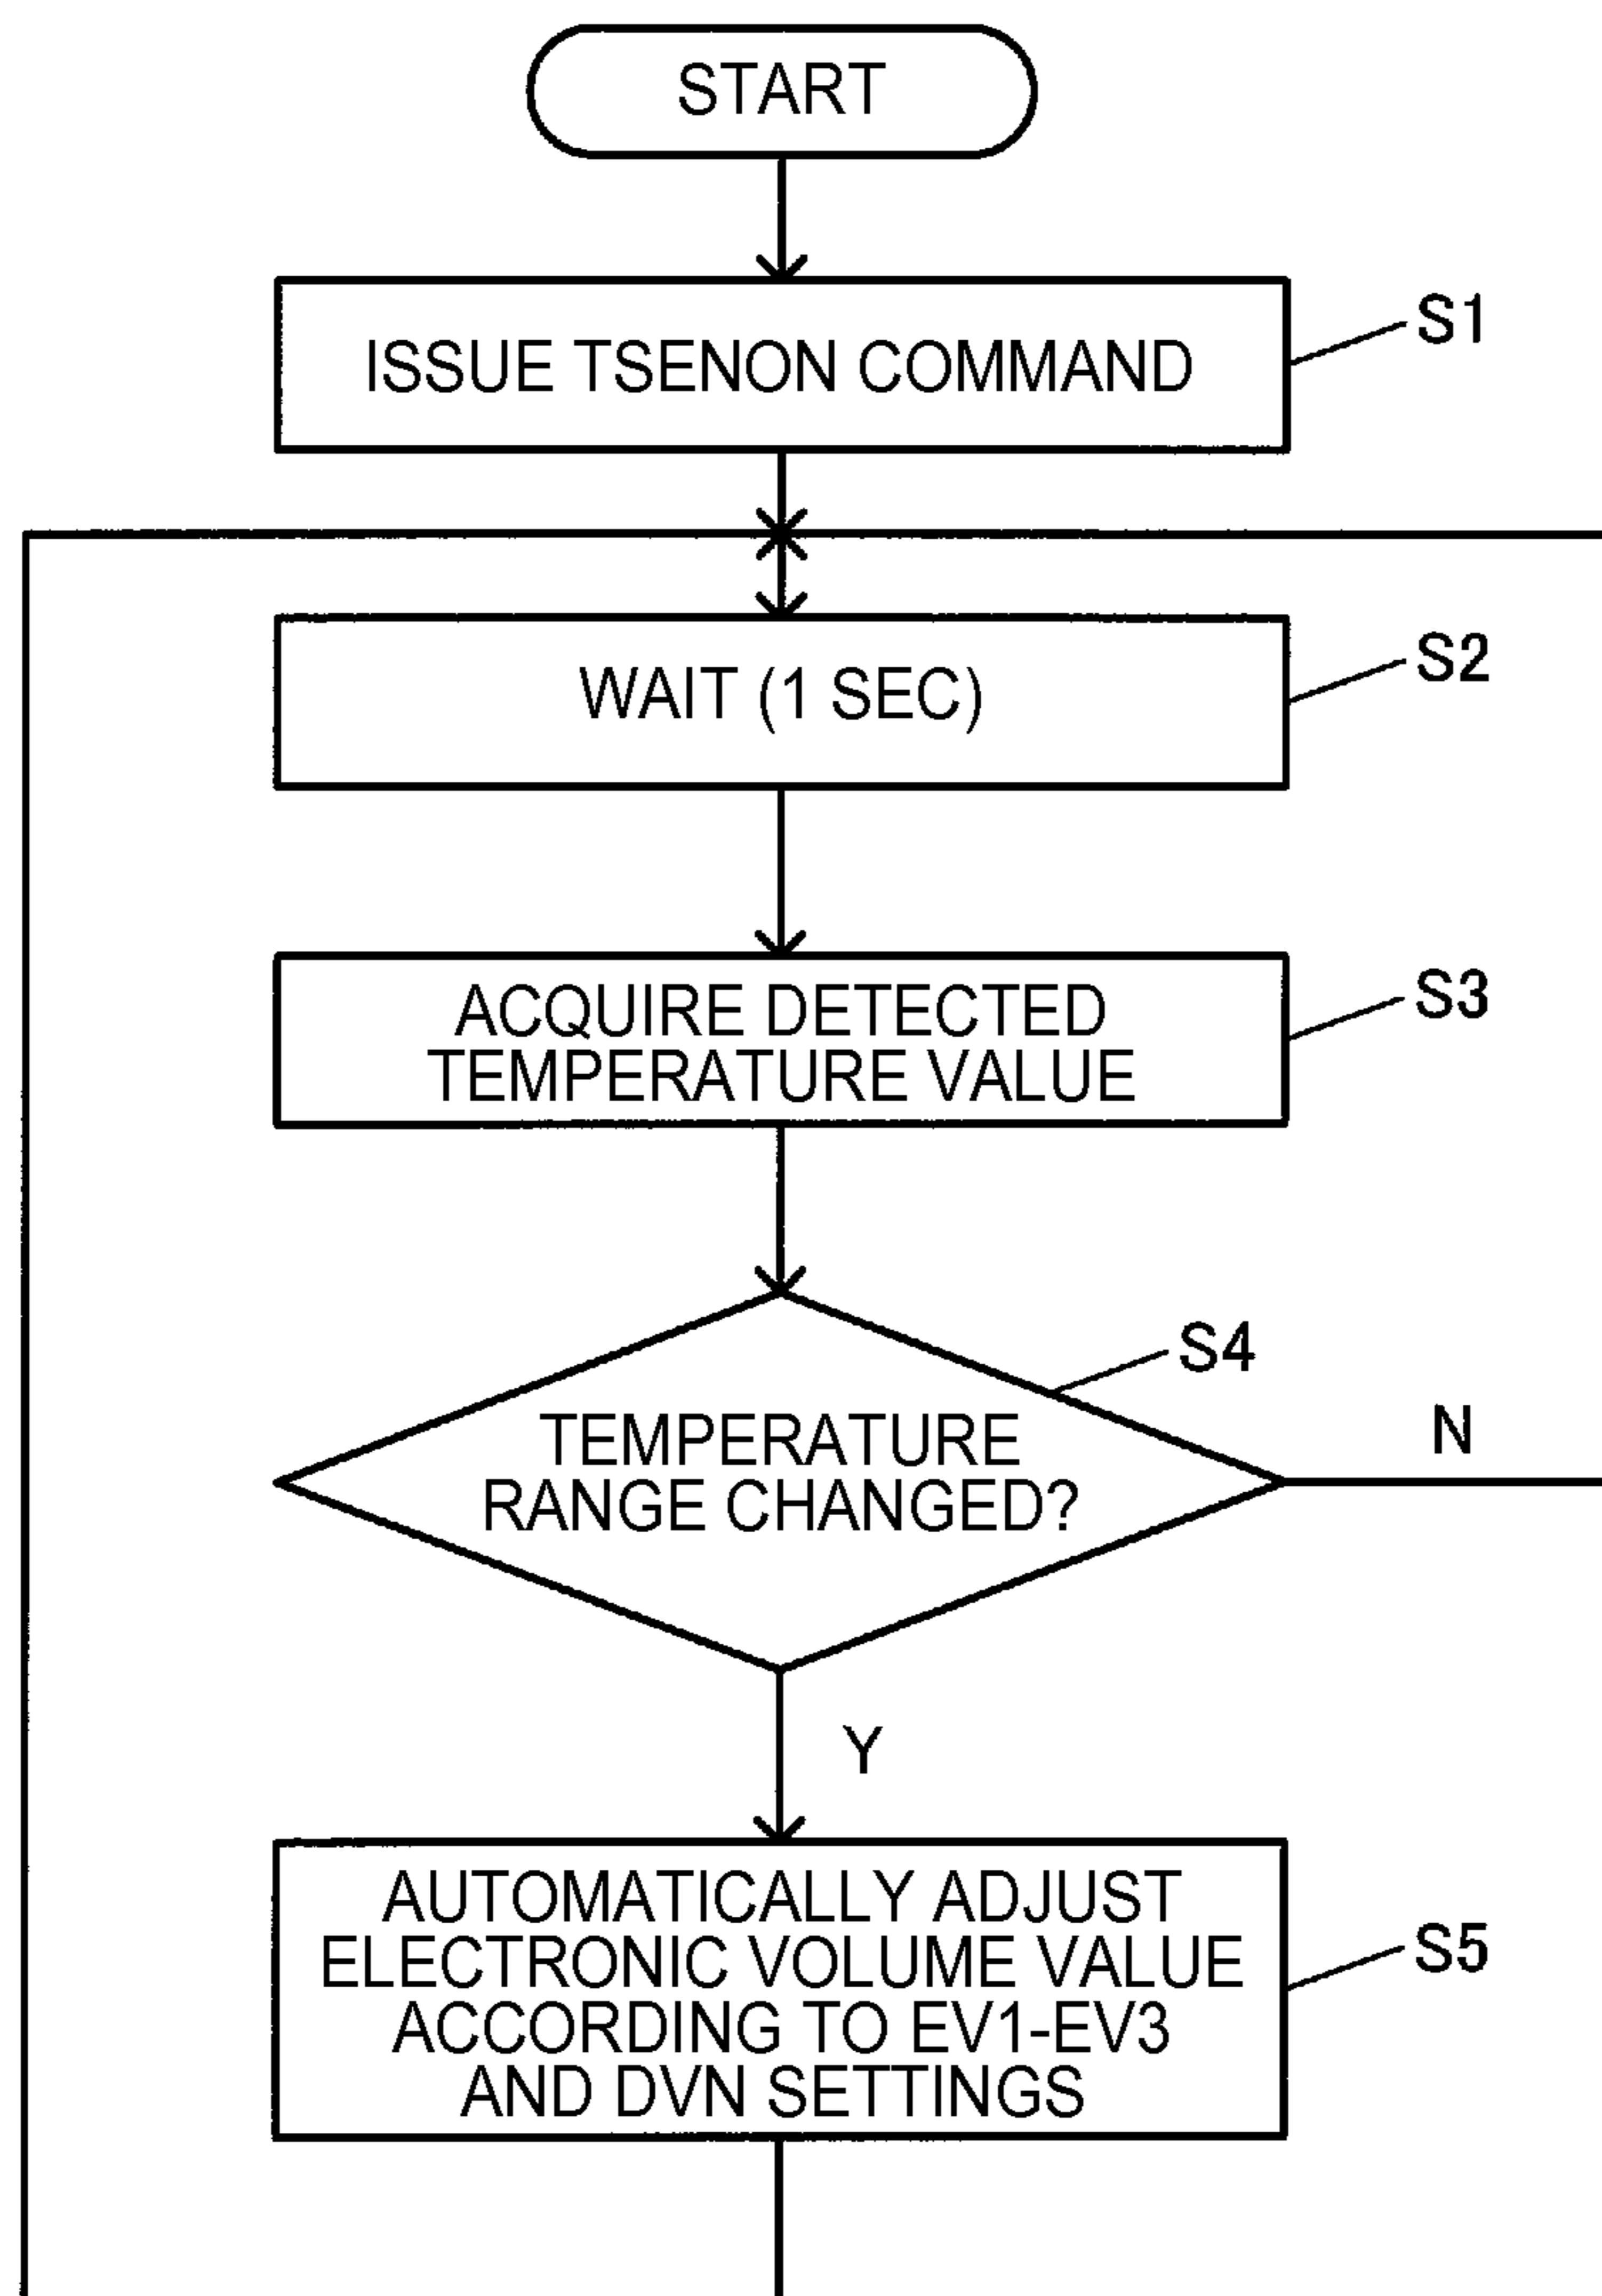 START
ISSUE TSENON COMMAND
S1
WAIT (1 SEC)
S2
ACQUIRE DETECTED
TEMPERATURE VALUE
S3
S4
TEMPERATURE
RANGE CHANGED?
N
Y
AUTOMATICALLY ADJUST
ELECTRONIC VOLUME VALUE
ACCORDING TO EV1-EV3
AND DVN SETTINGS
S5